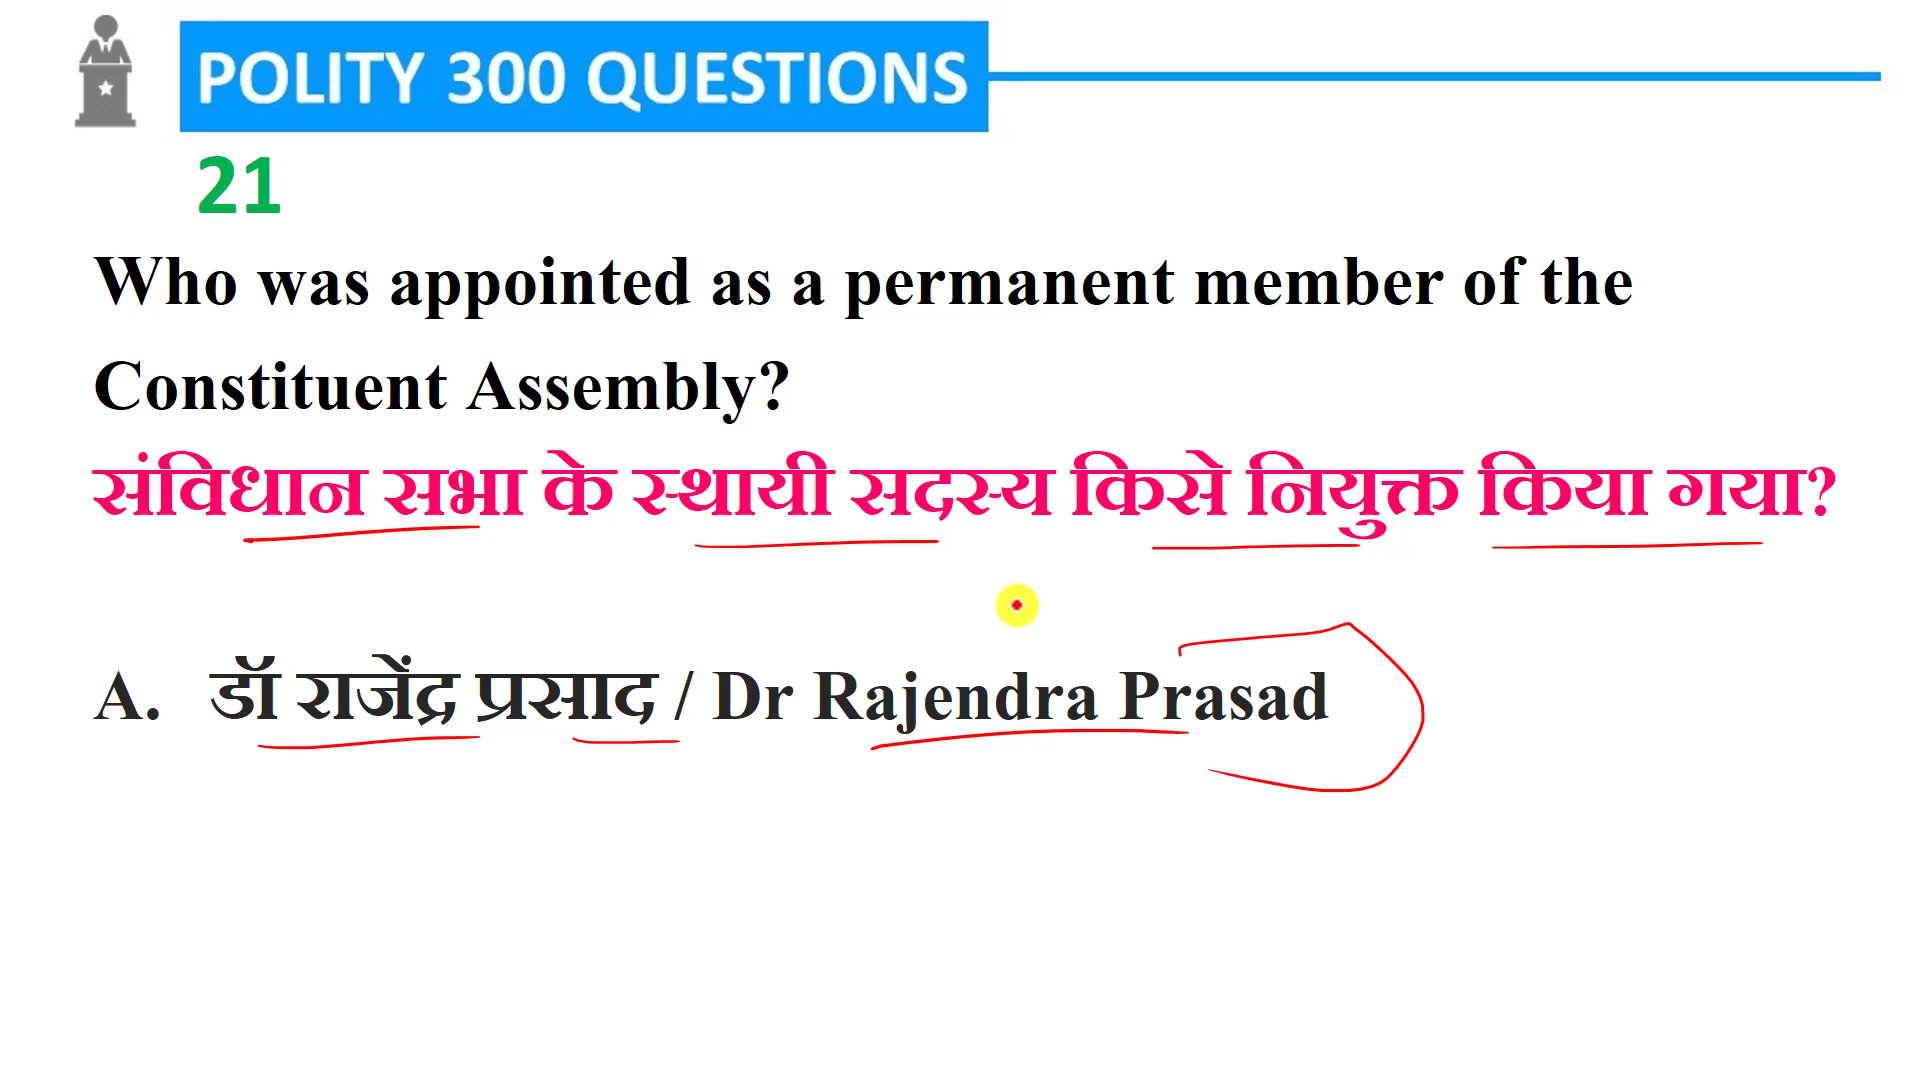 POLITY 300 QUESTIONS
21
Who was appointed as a permanent member of the
Constituent Assembly?
संविधान सभा के स्थायी सदस्य किसे नियुक्त किया गया?
A. डॉ राजेंद्र प्रसाद / Dr Rajendra Prasad